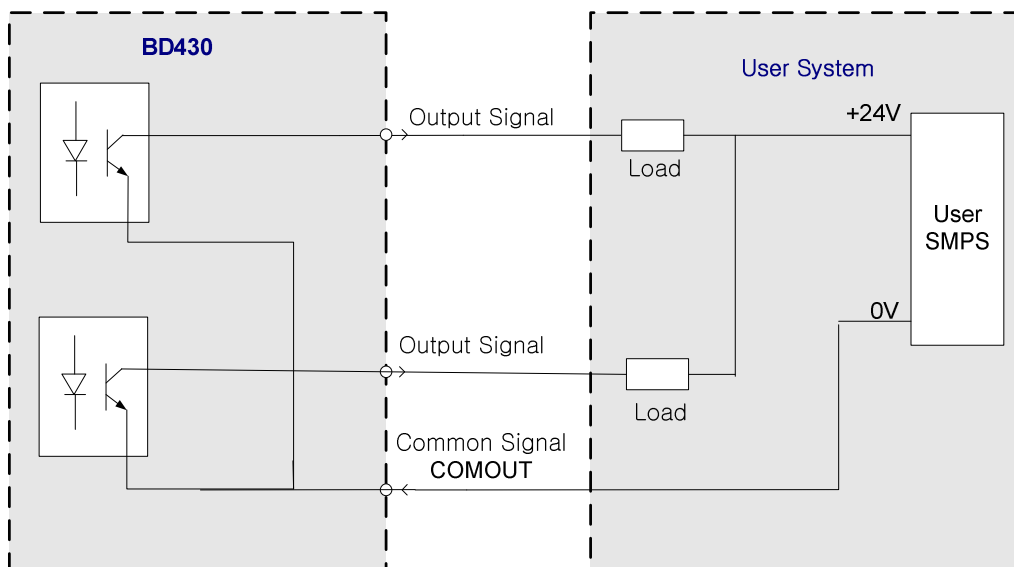 BD430
User System
Output Signal
+24V
Load
User
SMPS
0V
Output Signal
Load
Common Signal
COMOUT